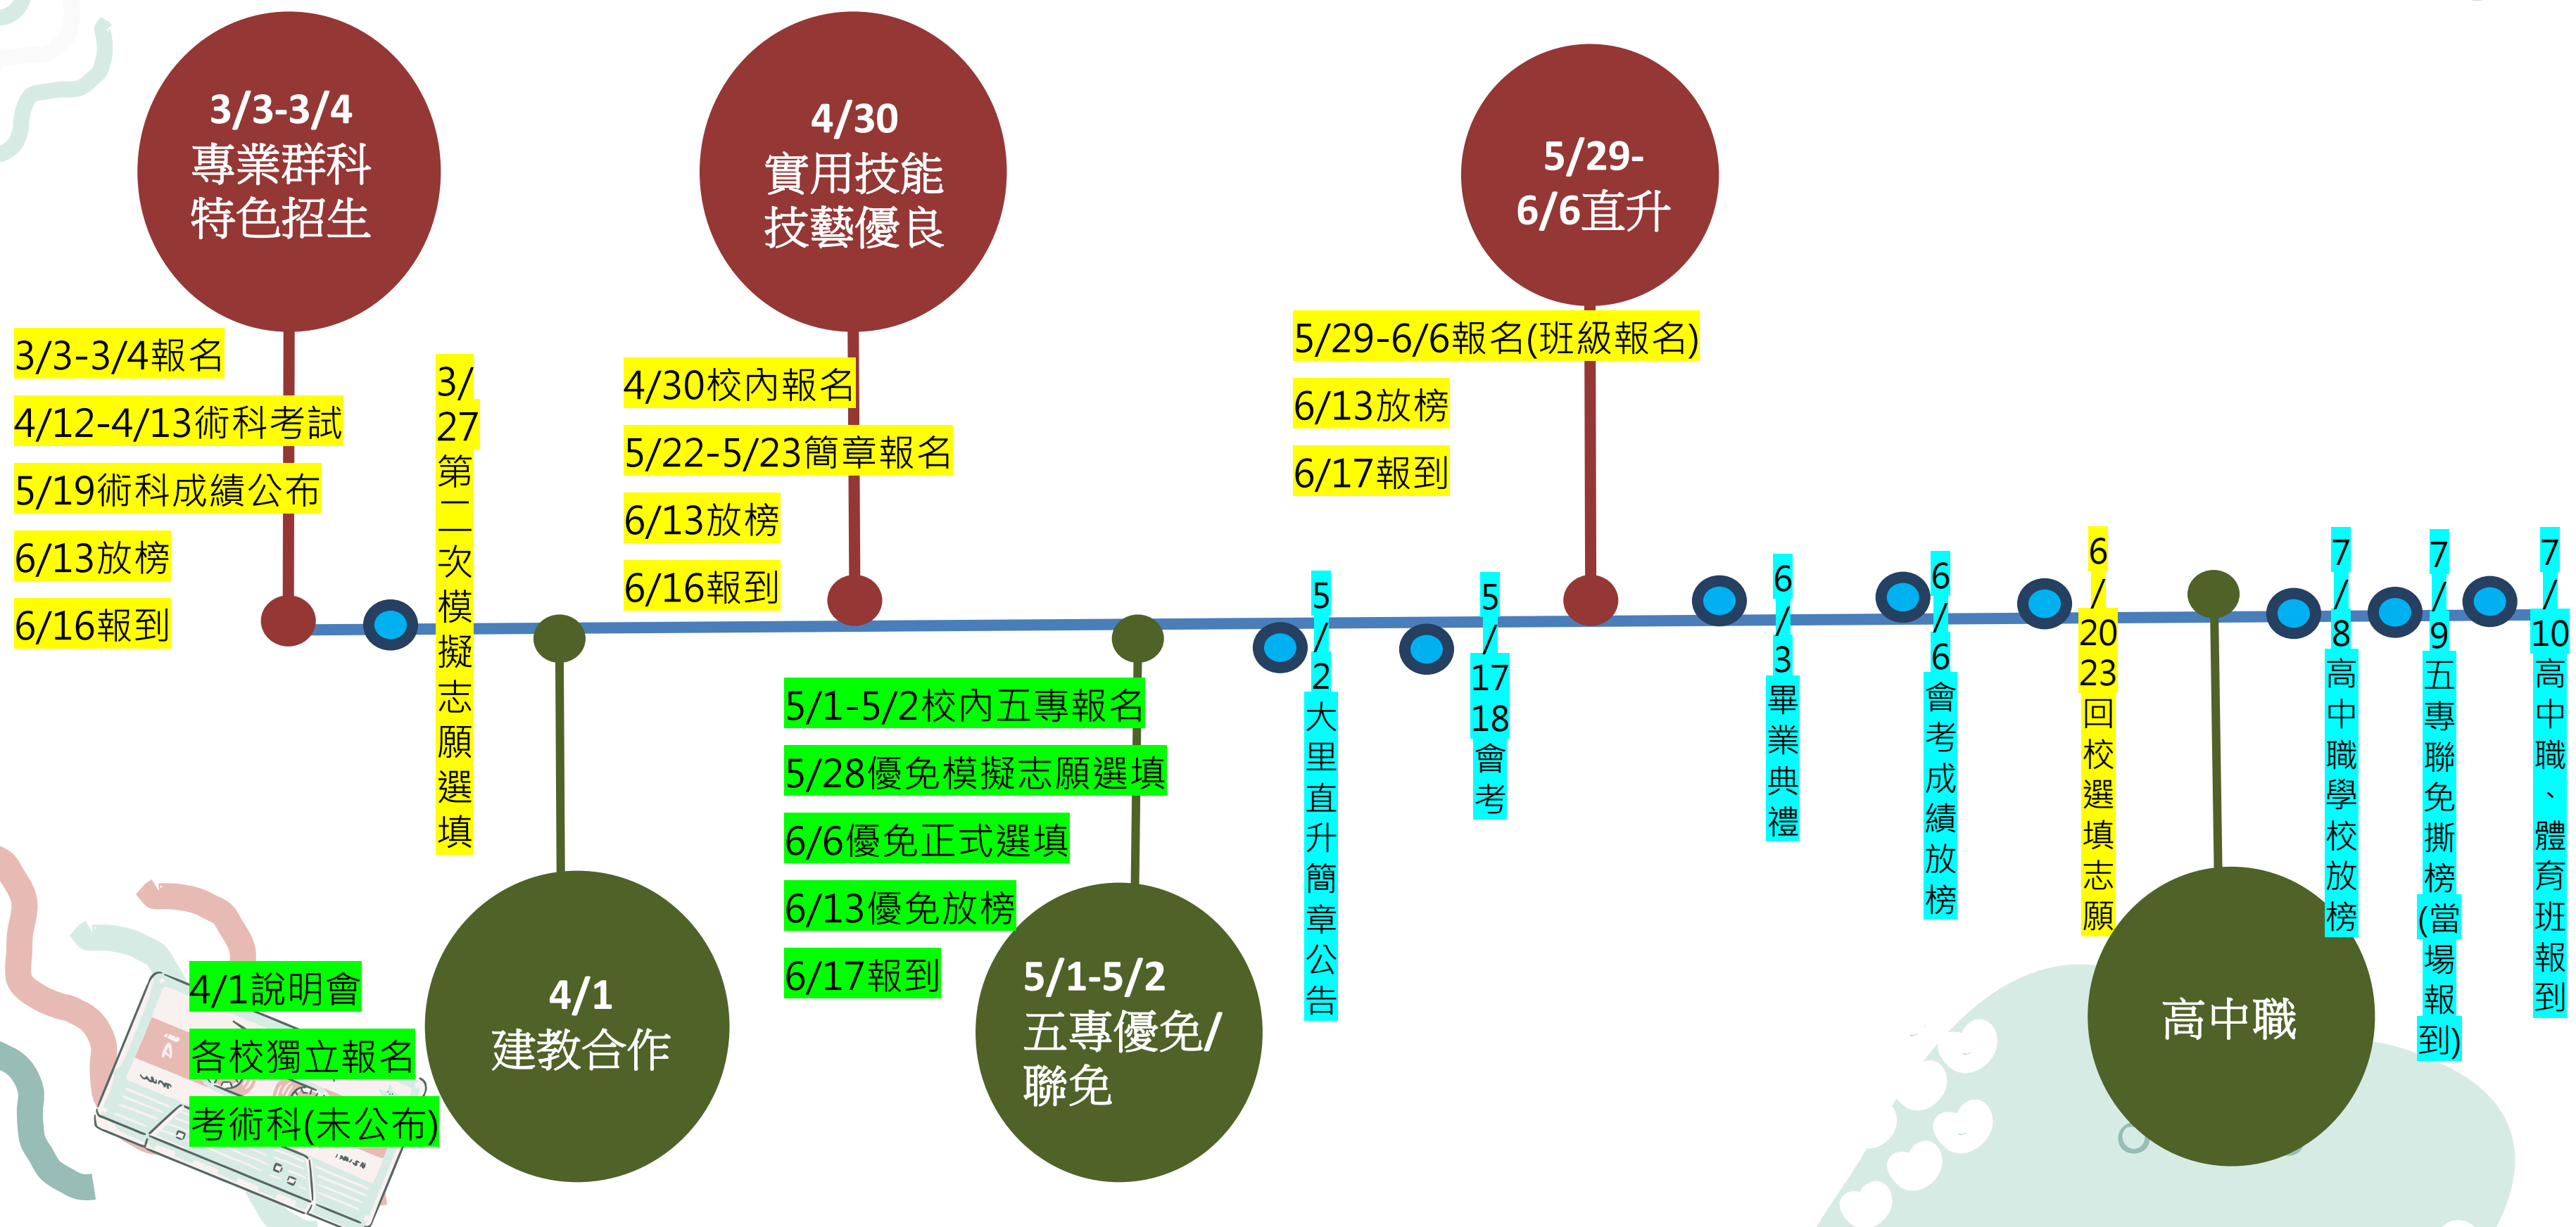 3/3-3/4
專業群科
特色招生
3/3-3/4報名
4/12-4/13術科考試
5/19術科成績公布
6/13放榜
6/16報到
3/27第二次模擬志願選填
4/1說明會
各校獨立報名
考術科(未公布)
4/1
建教合作
4/30
實用技能
技藝優良
4/30校內報名
5/22-5/23簡章報名
6/13放榜
6/16報到
5/1-5/2校內五專報名
5/28優免模擬志願選填
6/6優免正式選填
6/13優免放榜
6/17報到
5/1-5/2
五專優免/
聯免
5/2大里直升簡章公告
5/1718會考
5/29-
6/6直升
5/29-6/6報名(班級報名)
6/13放榜
6/17報到
6/3畢業典禮
6/6會考成績放榜
6/2023回校選填志願
高中職
7/8高中職學校放榜
7/9五專聯免撕榜(當場報到)
7/10高中職、體育班報到